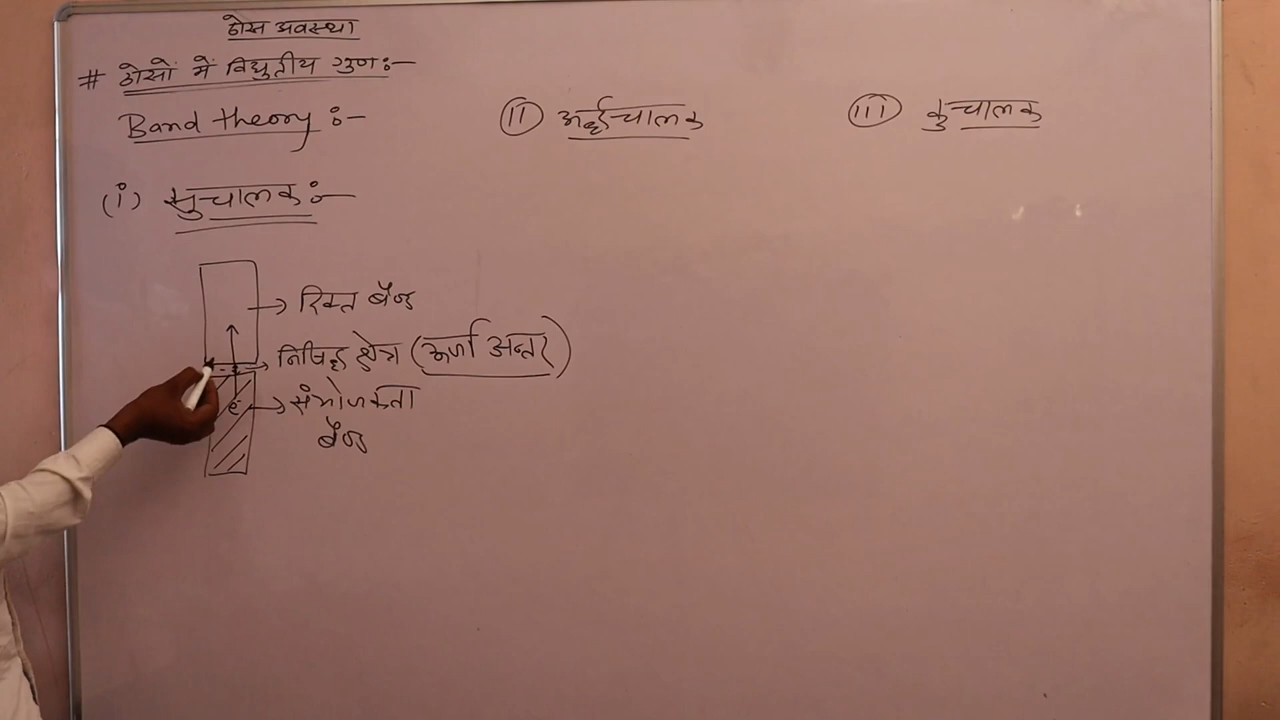 ठोस अवस्था
# ठोसों में विद्युतीय गुण :-
Band theory :-
(i) सुचालक :-
→ रिक्त बैण्ड
→ निषिद्ध क्षेत्र (ऊर्जा अन्तर)
e⁻ → संयोजकता
बैण्ड
(II) अर्द्धचालक
(III) कुचालक